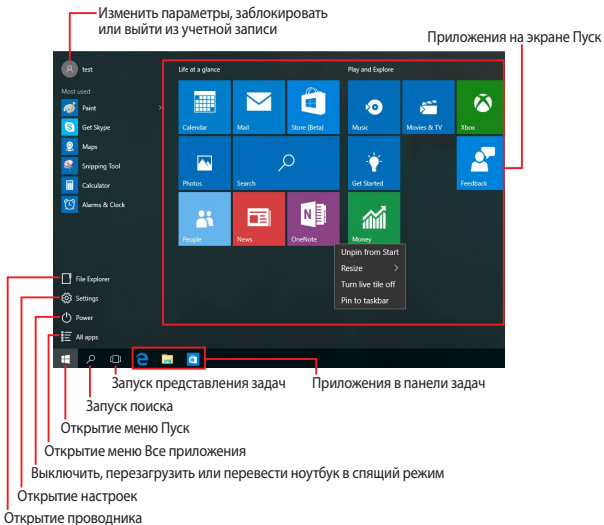 Изменить параметры, заблокировать
или выйти из учетной записи
Приложения на экране Пуск
test
Life at a glance
Play and Explore
Most used
Paint
Get Skype
Maps
Snipping Tool
Calculator
Alarms & Clock
Calendar
Mail
Store (Beta)
Music
Movies & TV
Xbox
Photos
Search
Get Started
Feedback
People
News
OneNote
Money
Unpin from Start
Resize
Turn live tile off
Pin to taskbar
File Explorer
Settings
Power
All apps
Запуск представления задач
Приложения в панели задач
Запуск поиска
Открытие меню Пуск
Открытие меню Все приложения
Выключить, перезагрузить или перевести ноутбук в спящий режим
Открытие настроек
Открытие проводника